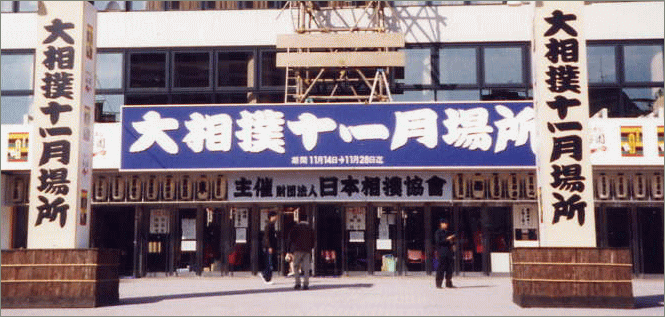 大相撲十一月場所
大相撲十一月場所
期間 11月14日→11月28日迄
主催 財団法人 日本相撲協会
大相撲十一月場所